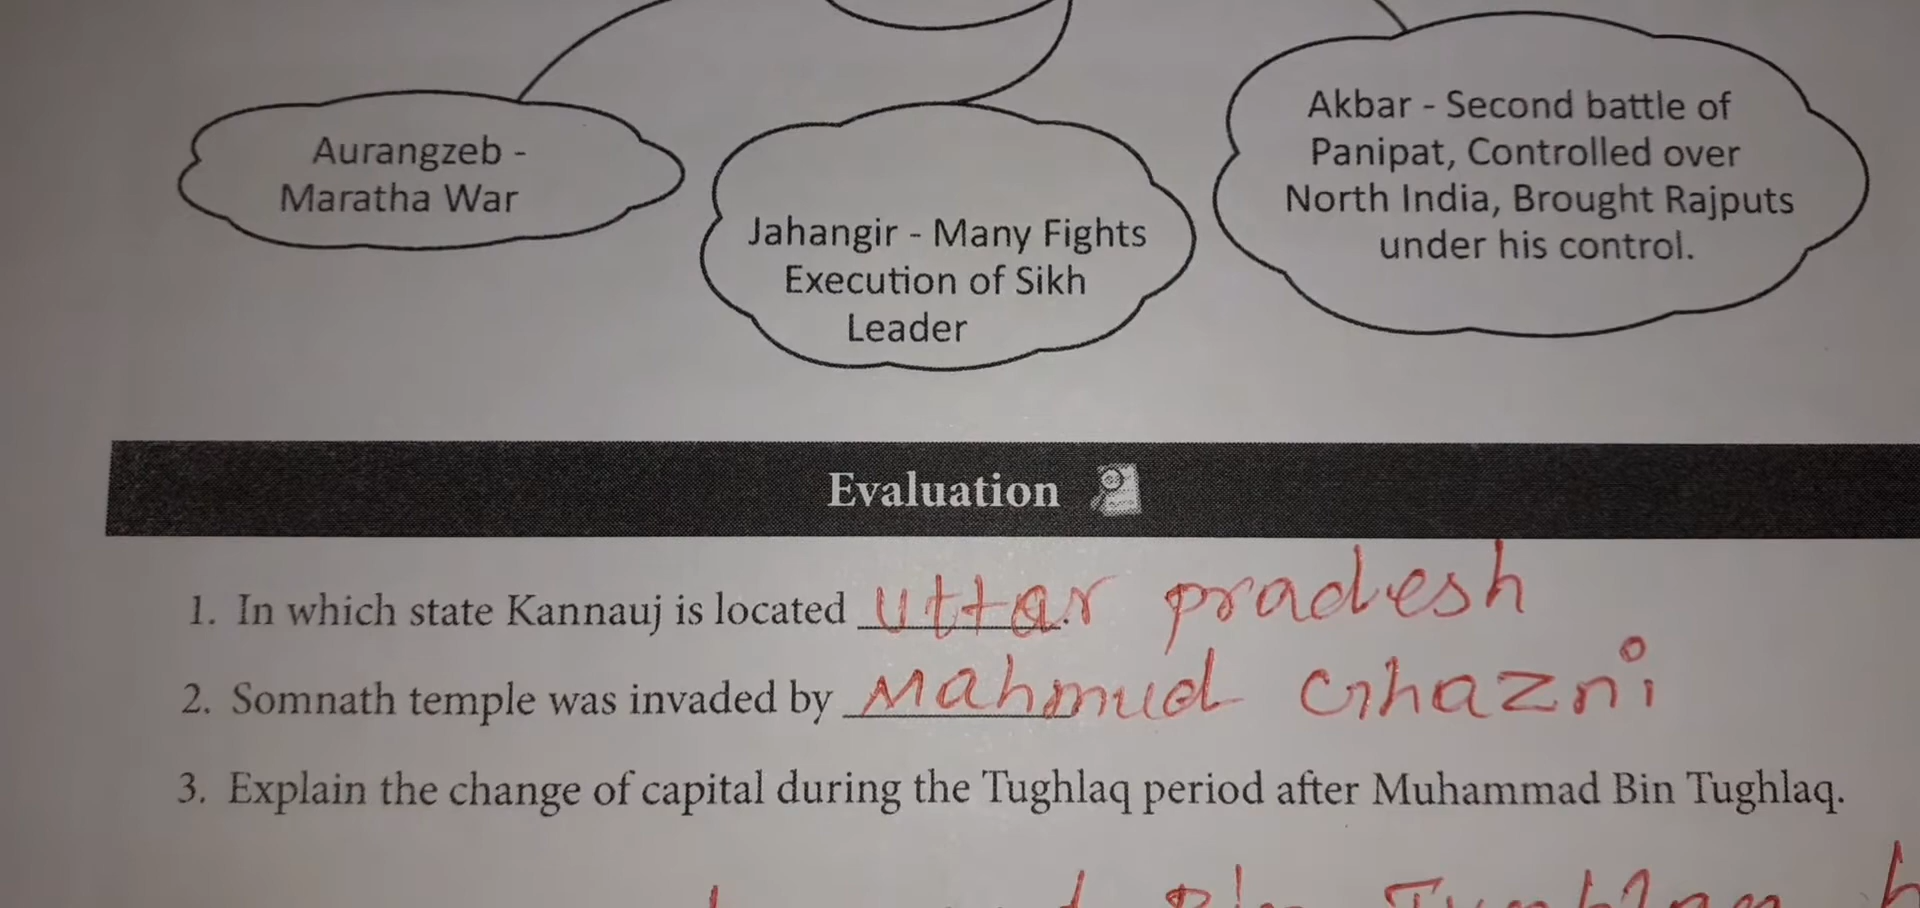 Aurangzeb -
Maratha War
Jahangir - Many Fights
Execution of Sikh
Leader
Akbar - Second battle of
Panipat, Controlled over
North India, Brought Rajputs
under his control.
Evaluation
1. In which state Kannauj is located Uttar pradesh
2. Somnath temple was invaded by Mahmud Ghazni
3. Explain the change of capital during the Tughlaq period after Muhammad Bin Tughlaq.